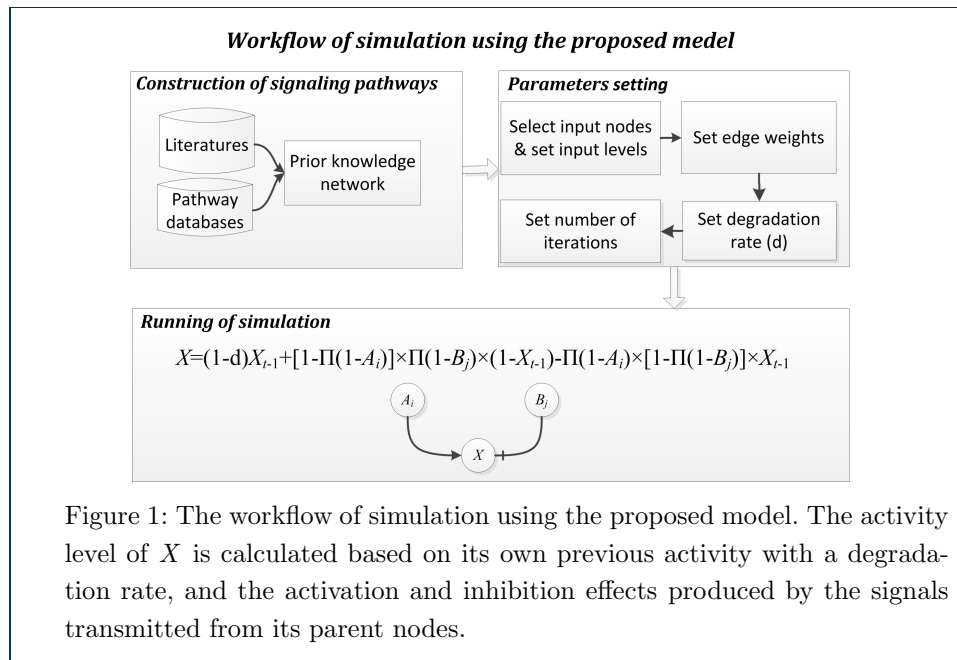 Workflow of simulation using the proposed medel
Construction of signaling pathways
Literatures
Pathway
databases
Prior knowledge
network
Parameters setting
Select input nodes
& set input levels
Set edge weights
Set degradation
rate (d)
Set number of
iterations
Running of simulation
X=(1-d)Xₜ₋₁+[1-Π(1-Aᵢ)]×Π(1-Bⱼ)×(1-Xₜ₋₁)-Π(1-Aᵢ)×[1-Π(1-Bⱼ)]×Xₜ₋₁
Aᵢ
Bⱼ
X
Figure 1: The workflow of simulation using the proposed model. The activity
level of X is calculated based on its own previous activity with a degrada-
tion rate, and the activation and inhibition effects produced by the signals
transmitted from its parent nodes.